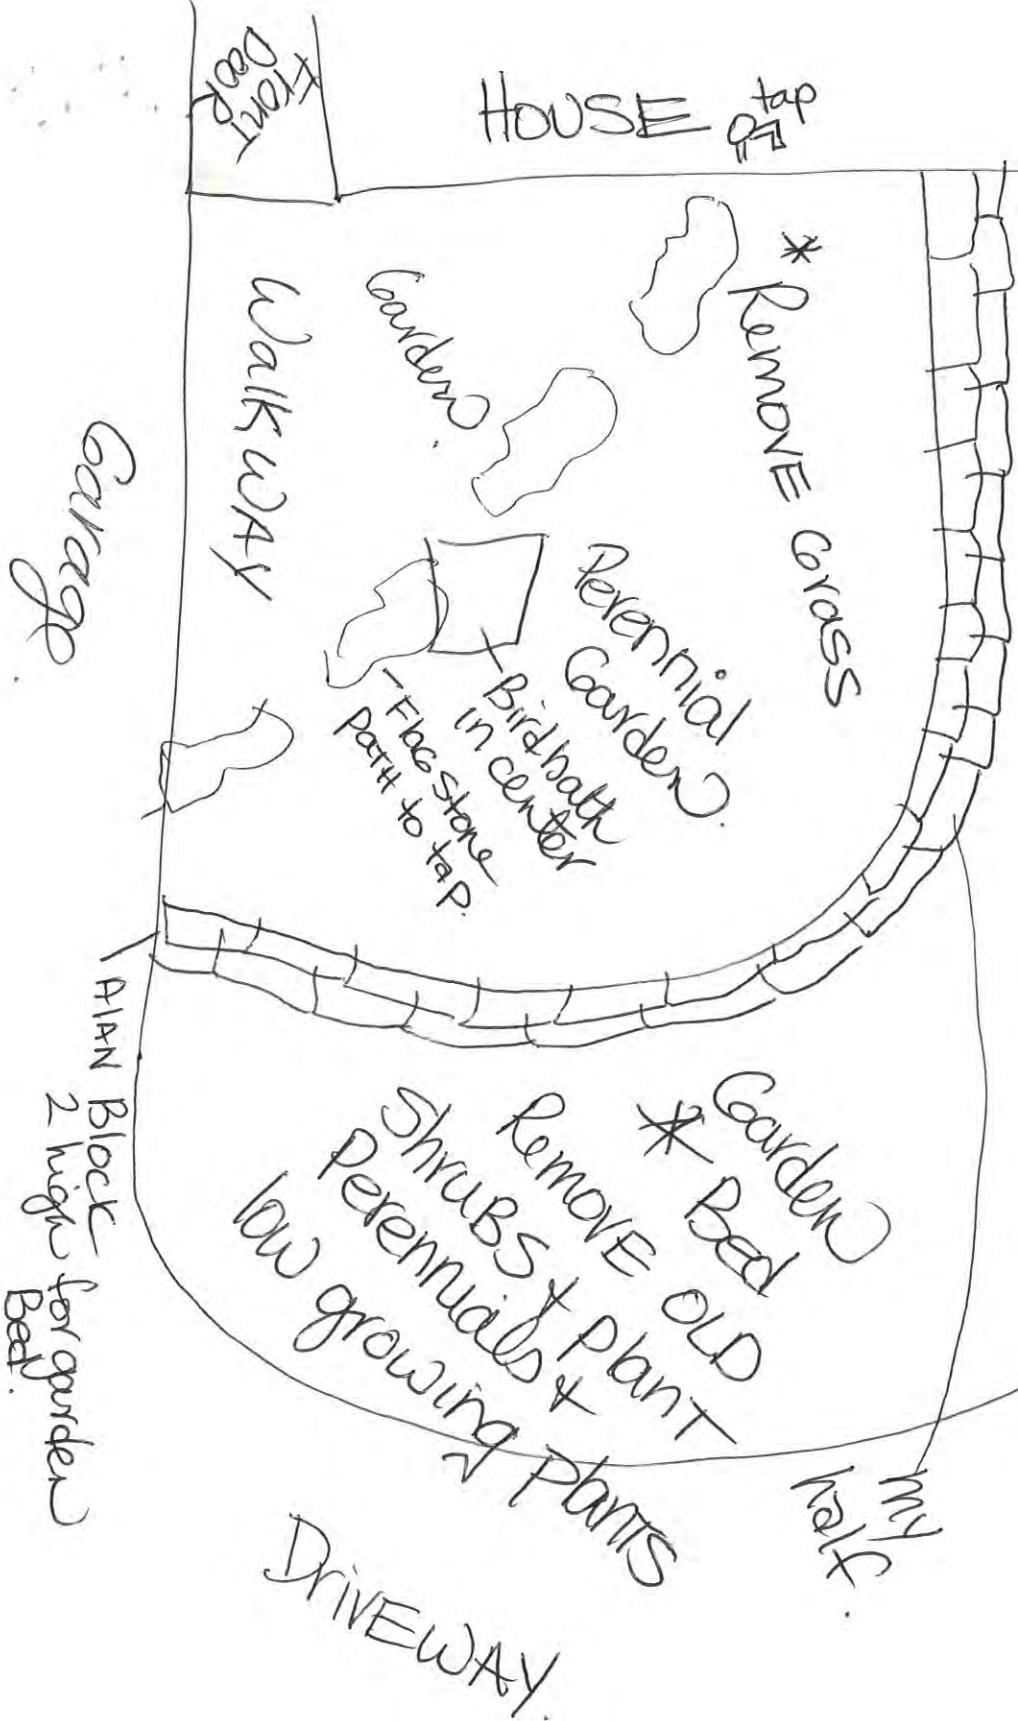 Front
Door
HOUSE
tap
* REMOVE Grass
Garden.
WalkWAY
Garage
Perennial
Garden.
Birdbath
in center
Flagstone
path to tap.
AlAN Block
2 high for garden
Bed.
Garden
* Bed
REMOVE OLD
ShruBS & PlanT
Perennials &
low growing Plants
my
half.
DRiVEWAY.